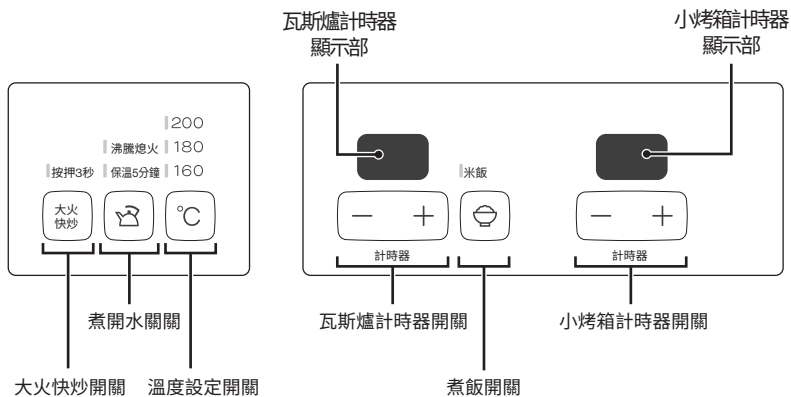 瓦斯爐計時器
顯示部
小烤箱計時器
顯示部
200
沸騰熄火 180
按押3秒 保溫5分鐘 160
米飯
大火
快炒
℃
− +
− +
計時器
計時器
煮開水關關
瓦斯爐計時器開關
小烤箱計時器開關
大火快炒開關
溫度設定開關
煮飯開關